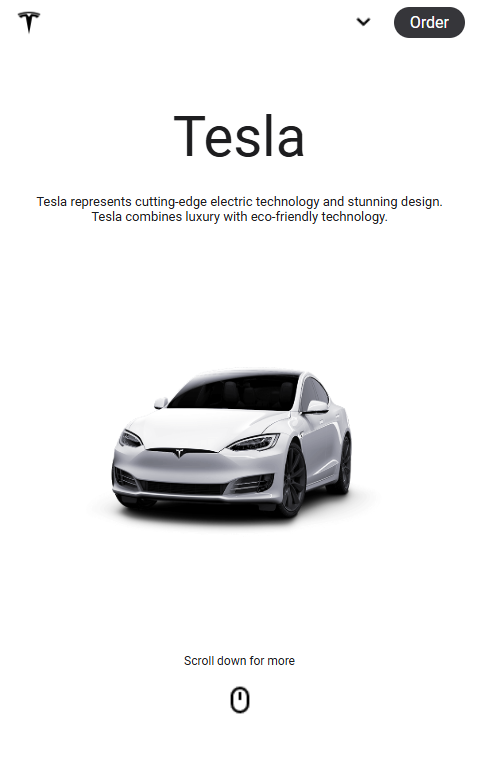 Order
Tesla
Tesla represents cutting-edge electric technology and stunning design.
Tesla combines luxury with eco-friendly technology.
Scroll down for more